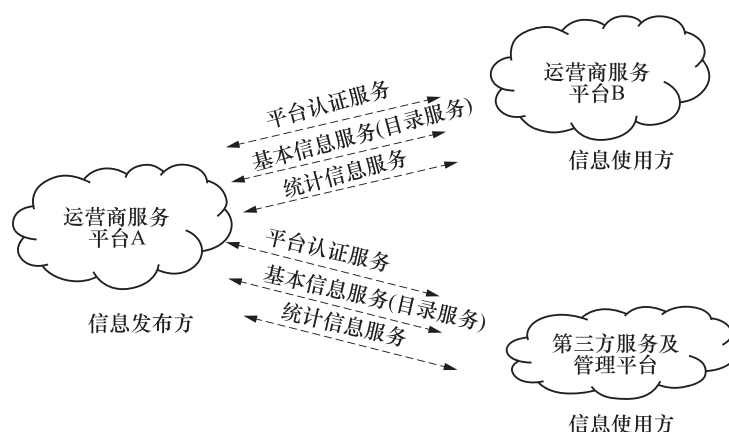 运营商服务
平台B
信息使用方
平台认证服务
基本信息服务(目录服务)
统计信息服务
运营商服务
平台A
信息发布方
平台认证服务
基本信息服务(目录服务)
统计信息服务
第三方服务及
管理平台
信息使用方